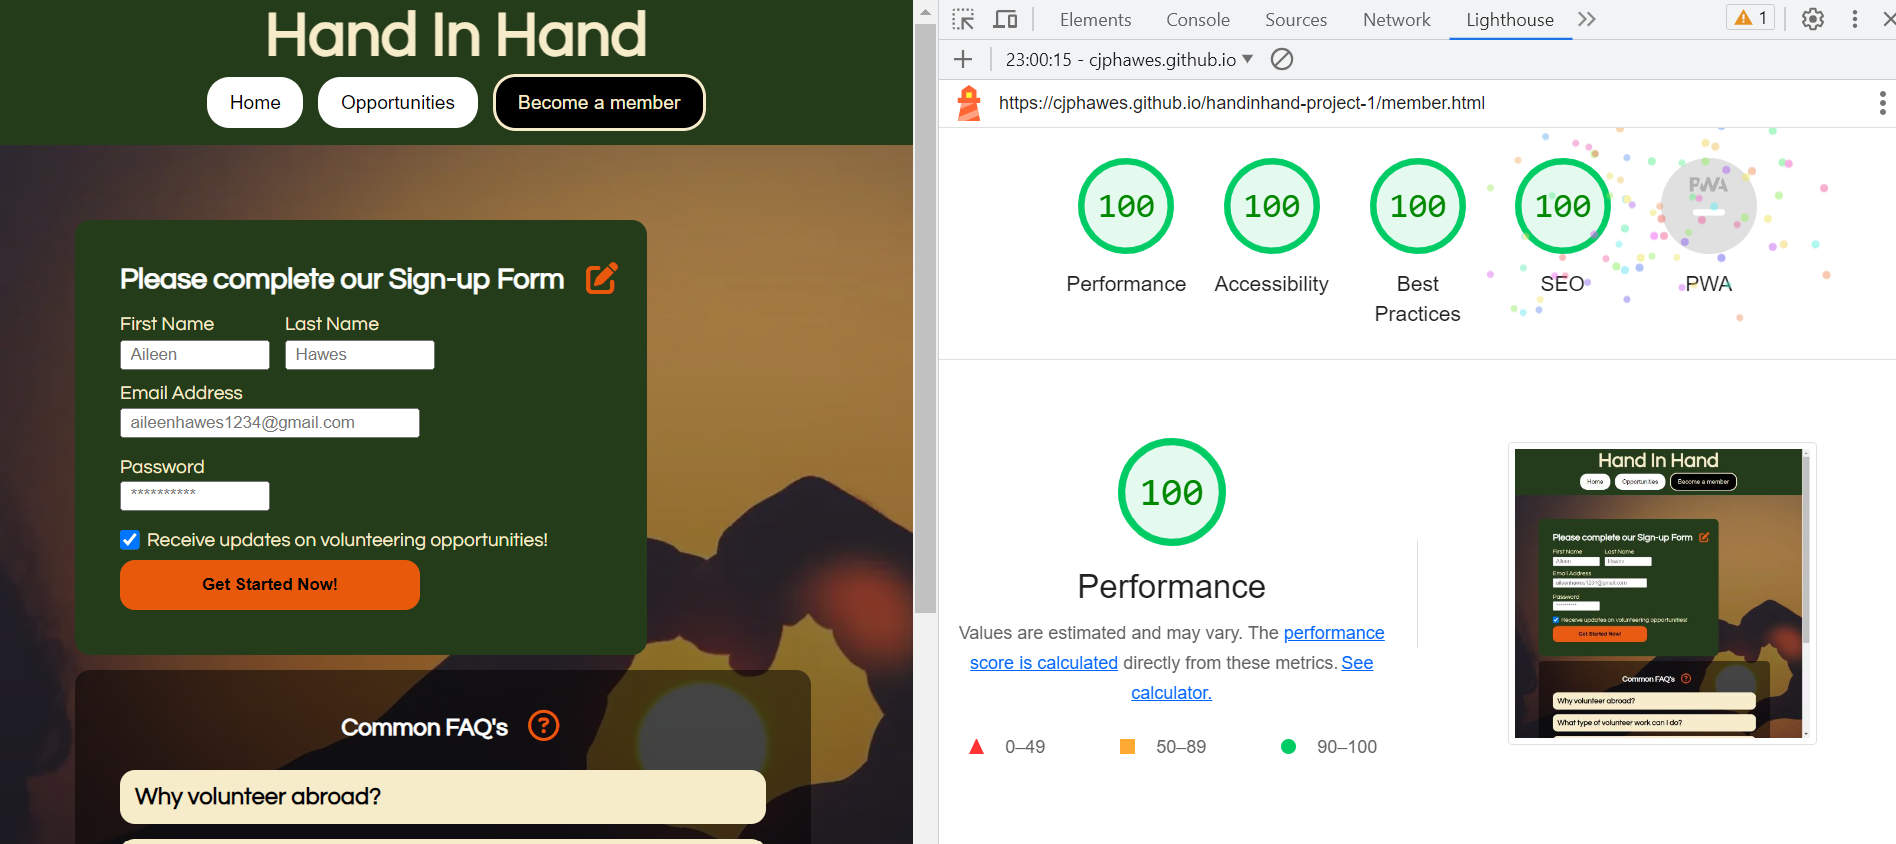 Hand In Hand
Home
Opportunities
Become a member
Please complete our Sign-up Form
First Name
Last Name
Aileen
Hawes
Email Address
aileenhawes1234@gmail.com
Password
**********
Receive updates on volunteering opportunities!
Get Started Now!
Common FAQ's
Why volunteer abroad?
Elements
Console
Sources
Network
Lighthouse
1
23:00:15 - cjphawes.github.io
https://cjphawes.github.io/handinhand-project-1/member.html
100
100
100
100
PWA
Performance
Accessibility
Best
Practices
SEO
PWA
100
Performance
Values are estimated and may vary. The performance
score is calculated directly from these metrics. See
calculator.
0–49
50–89
90–100
Hand In Hand
Home
Opportunities
Become a member
Please complete our Sign-up Form
First Name
Last Name
Aileen
Hawes
Email Address
aileenhawes1234@gmail.com
Password
**********
Receive updates on volunteering opportunities!
Get Started Now!
Common FAQ's
Why volunteer abroad?
What type of volunteer work can I do?